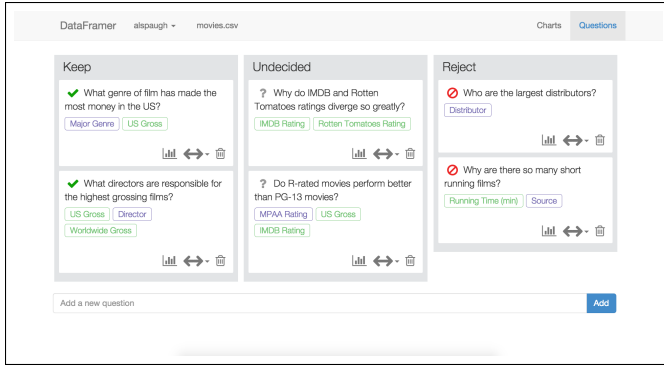 DataFramer alspaugh movies.csv Charts Questions
Keep
What genre of film has made the
most money in the US?
Major Genre US Gross
What directors are responsible for
the highest grossing films?
US Gross Director
Worldwide Gross
Undecided
? Why do IMDB and Rotten
Tomatoes ratings diverge so greatly?
IMDB Rating Rotten Tomatoes Rating
? Do R-rated movies perform better
than PG-13 movies?
MPAA Rating US Gross
IMDB Rating
Reject
Who are the largest distributors?
Distributor
Why are there so many short
running films?
Running Time (min) Source
Add a new question Add